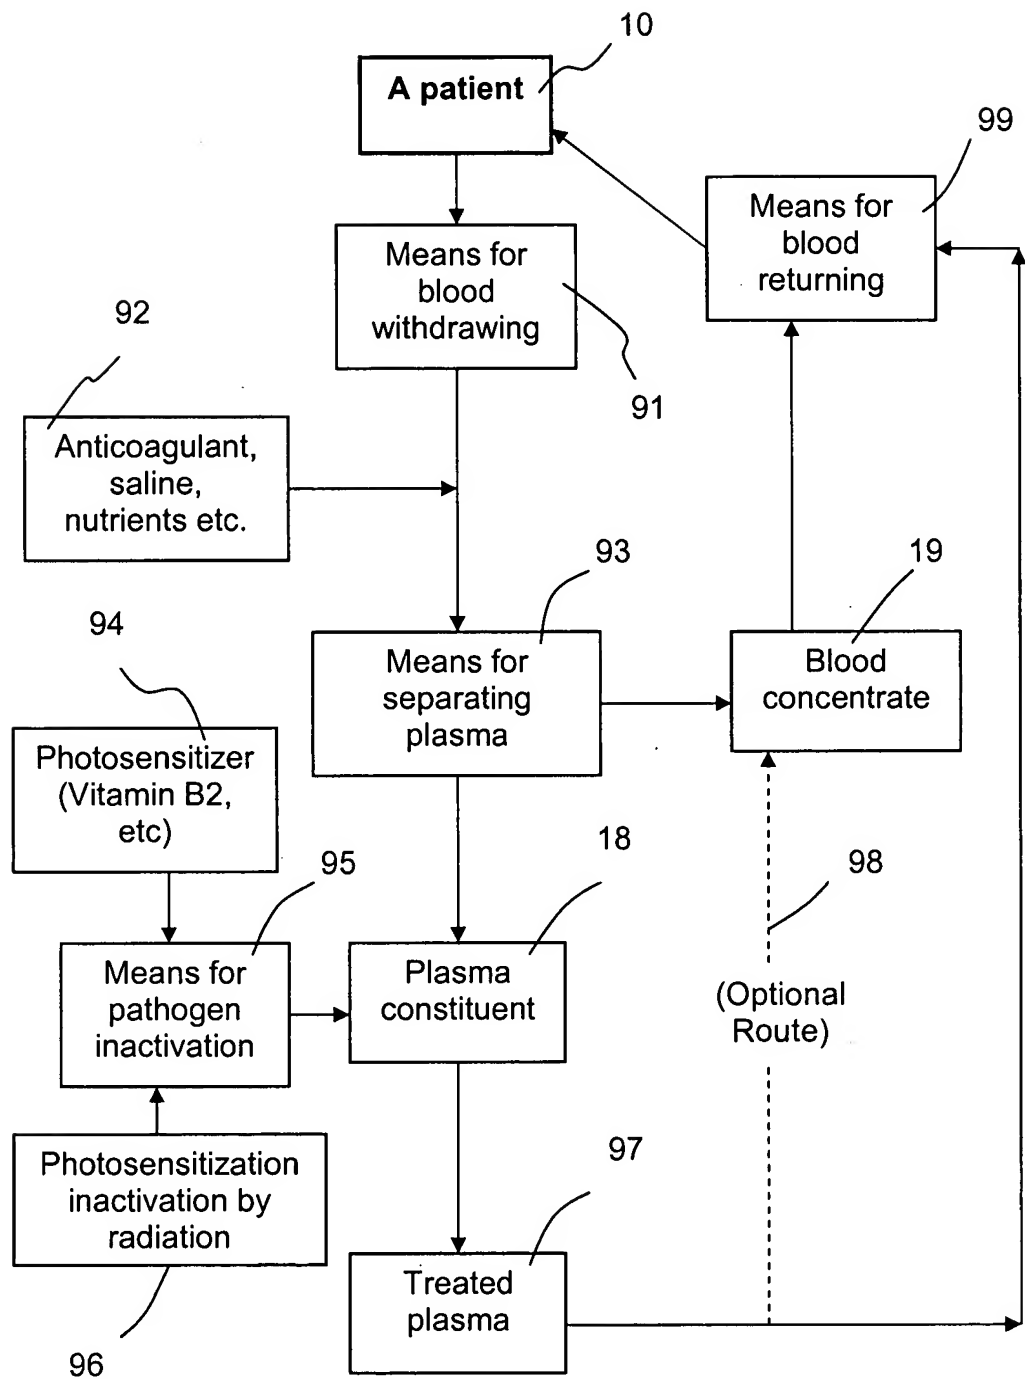 10
A patient
99
Means for
blood
returning
Means for
blood
withdrawing
92
91
Anticoagulant,
saline,
nutrients etc.
93
19
94
Means for
separating
plasma
Blood
concentrate
Photosensitizer
(Vitamin B2,
etc)
18
95
98
Means for
pathogen
inactivation
Plasma
constituent
(Optional
Route)
97
Photosensitization
inactivation by
radiation
Treated
plasma
96